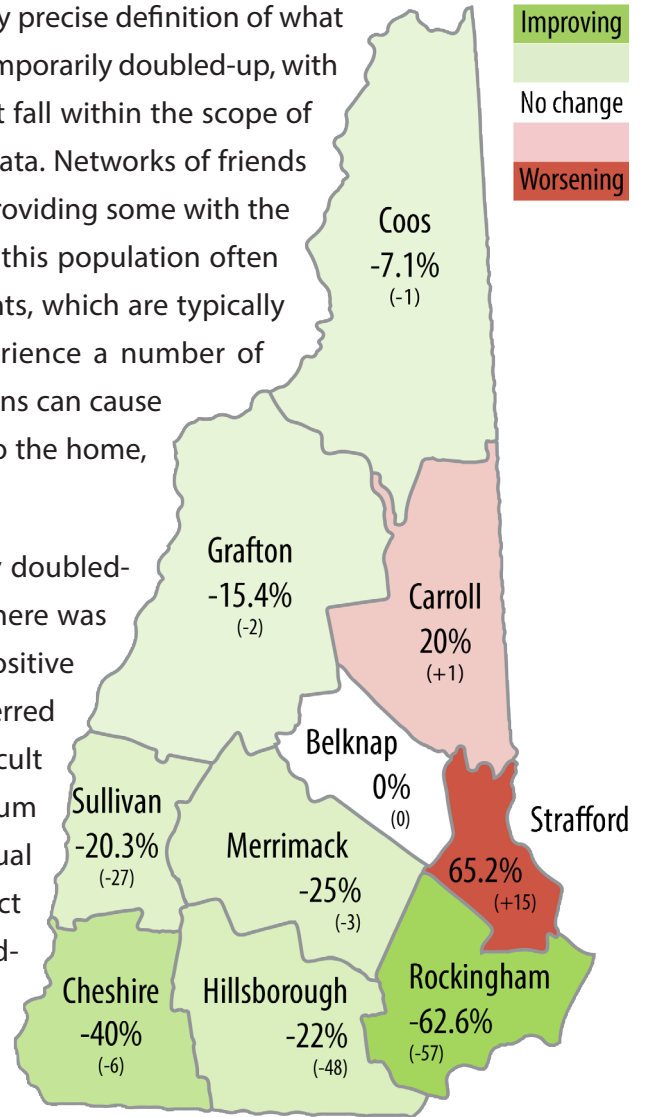 y precise definition of what
mporarily doubled-up, with
t fall within the scope of
ata. Networks of friends
roviding some with the
this population often
nts, which are typically
rience a number of
ns can cause
o the home,
y doubled-
here was
ositive
erred
cult
um
ual
ct
d-
Improving
No change
Worsening
Coos
-7.1%
(-1)
Grafton
-15.4%
(-2)
Carroll
20%
(+1)
Belknap
0%
(0)
Sullivan
-20.3%
(-27)
Merrimack
-25%
(-3)
Strafford
65.2%
(+15)
Cheshire
-40%
(-6)
Hillsborough
-22%
(-48)
Rockingham
-62.6%
(-57)